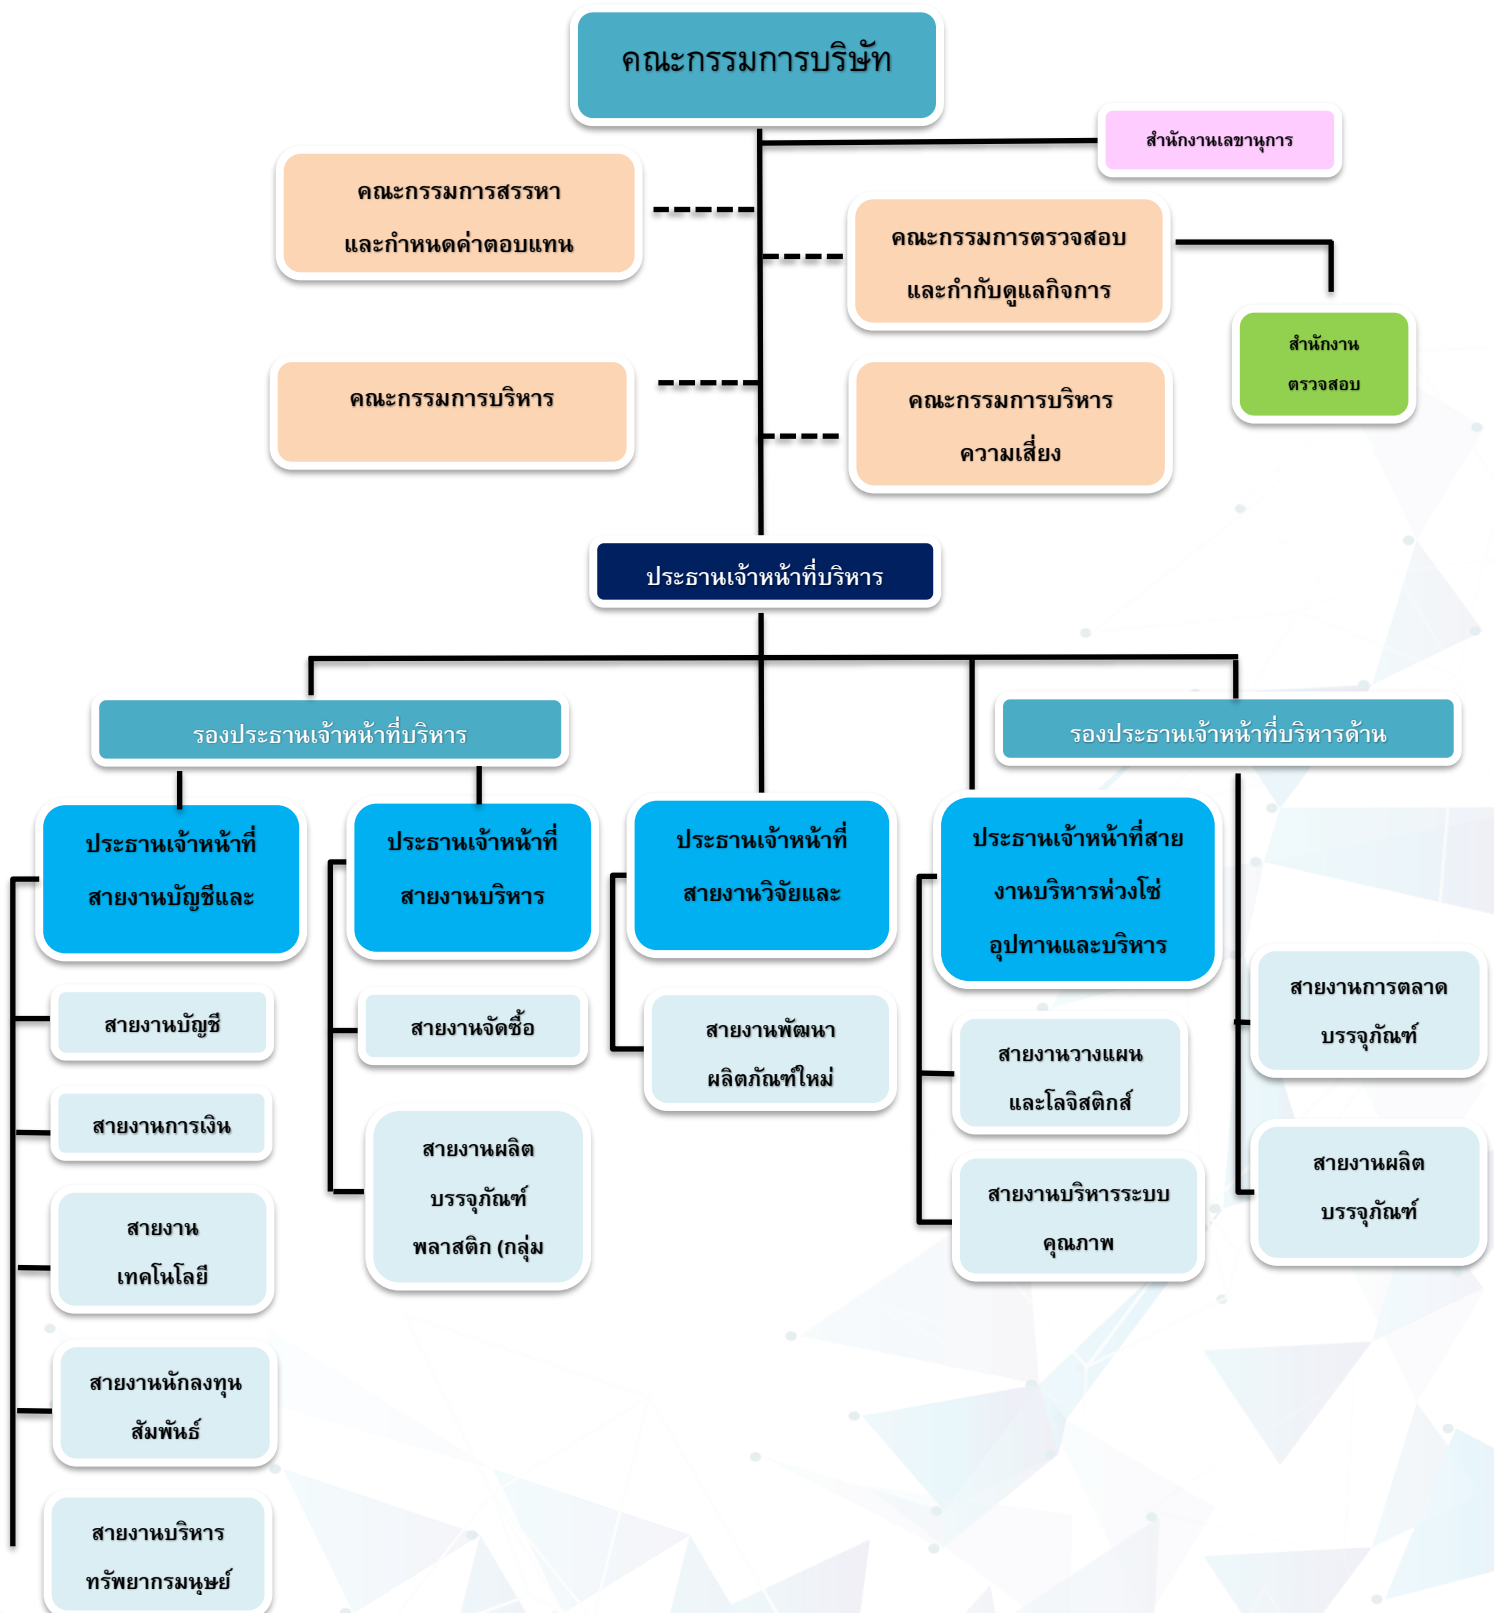 คณะกรรมการบริษัท
สำนักงานเลขานุการ
คณะกรรมการสรรหา
และกำหนดค่าตอบแทน
คณะกรรมการตรวจสอบ
และกำกับดูแลกิจการ
สำนักงาน
ตรวจสอบ
คณะกรรมการบริหาร
คณะกรรมการบริหาร
ความเสี่ยง
ประธานเจ้าหน้าที่บริหาร
รองประธานเจ้าหน้าที่บริหาร
รองประธานเจ้าหน้าที่บริหารด้าน
ประธานเจ้าหน้าที่
สายงานบัญชีและ
ประธานเจ้าหน้าที่
สายงานบริหาร
ประธานเจ้าหน้าที่
สายงานวิจัยและ
ประธานเจ้าหน้าที่สาย
งานบริหารห่วงโซ่
อุปทานและบริหาร
สายงานบัญชี
สายงานการเงิน
สายงาน
เทคโนโลยี
สายงานนักลงทุน
สัมพันธ์
สายงานบริหาร
ทรัพยากรมนุษย์
สายงานจัดซื้อ
สายงานผลิต
บรรจุภัณฑ์
พลาสติก (กลุ่ม
สายงานพัฒนา
ผลิตภัณฑ์ใหม่
สายงานวางแผน
และโลจิสติกส์
สายงานบริหารระบบ
คุณภาพ
สายงานการตลาด
บรรจุภัณฑ์
สายงานผลิต
บรรจุภัณฑ์